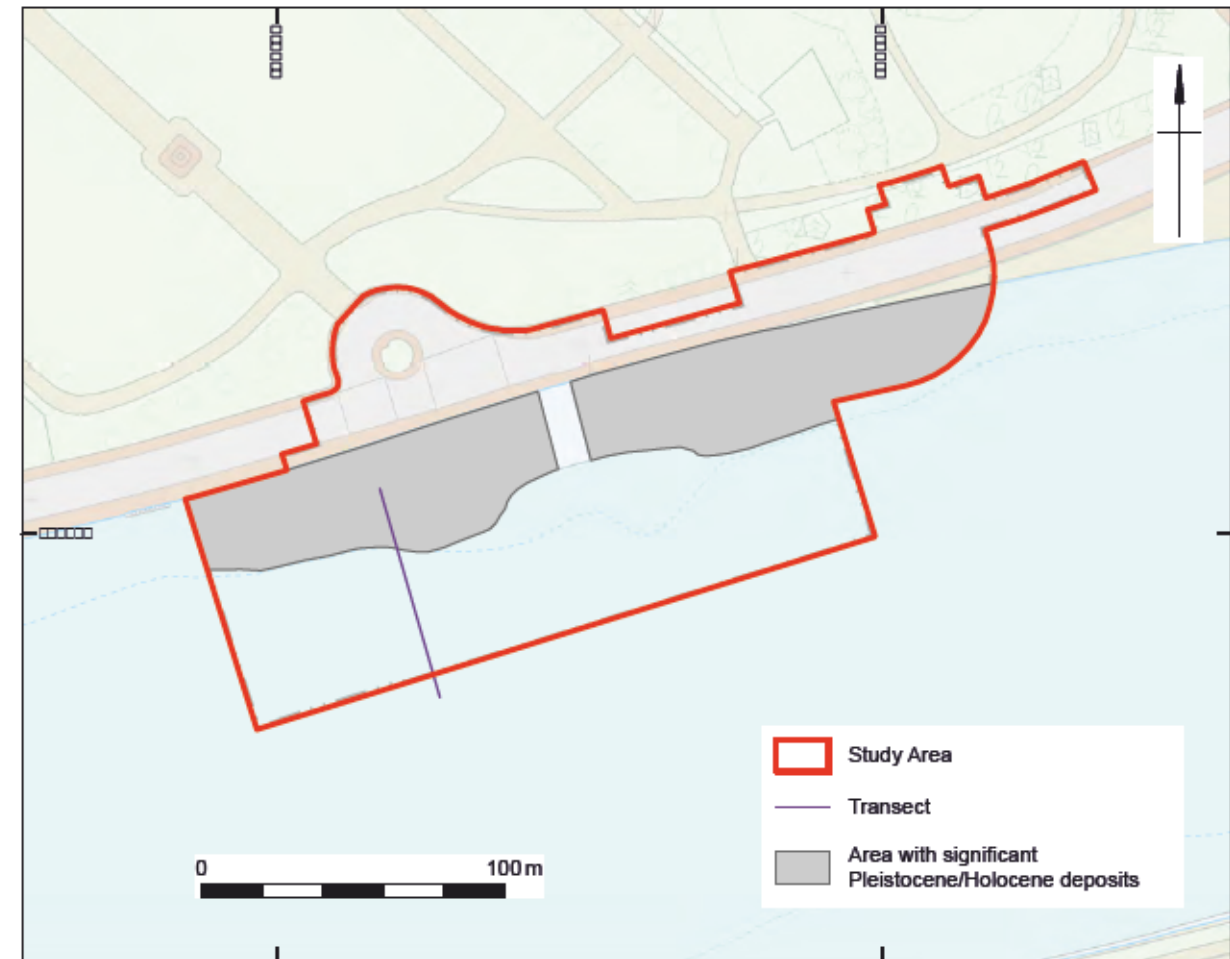 0
100 m
Study Area
Transect
Area with significant
Pleistocene/Holocene deposits